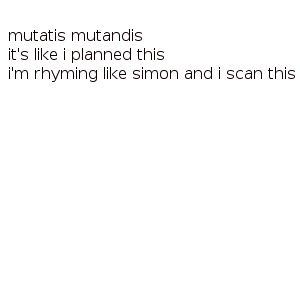 mutatis mutandis
it's like i planned this
i'm rhyming like simon and i scan this